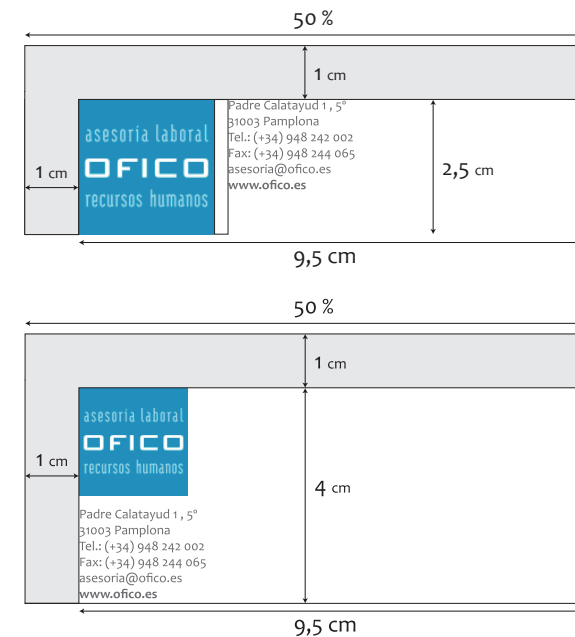 50 %
1 cm
Padre Calatayud 1 , 5º
31003 Pamplona
Tel.: (+34) 948 242 002
Fax: (+34) 948 244 065
asesoria@ofico.es
www.ofico.es
asesoría laboral
OFICO
recursos humanos
1 cm
2,5 cm
9,5 cm
50 %
1 cm
asesoría laboral
OFICO
recursos humanos
1 cm
4 cm
Padre Calatayud 1 , 5º
31003 Pamplona
Tel.: (+34) 948 242 002
Fax: (+34) 948 244 065
asesoria@ofico.es
www.ofico.es
9,5 cm